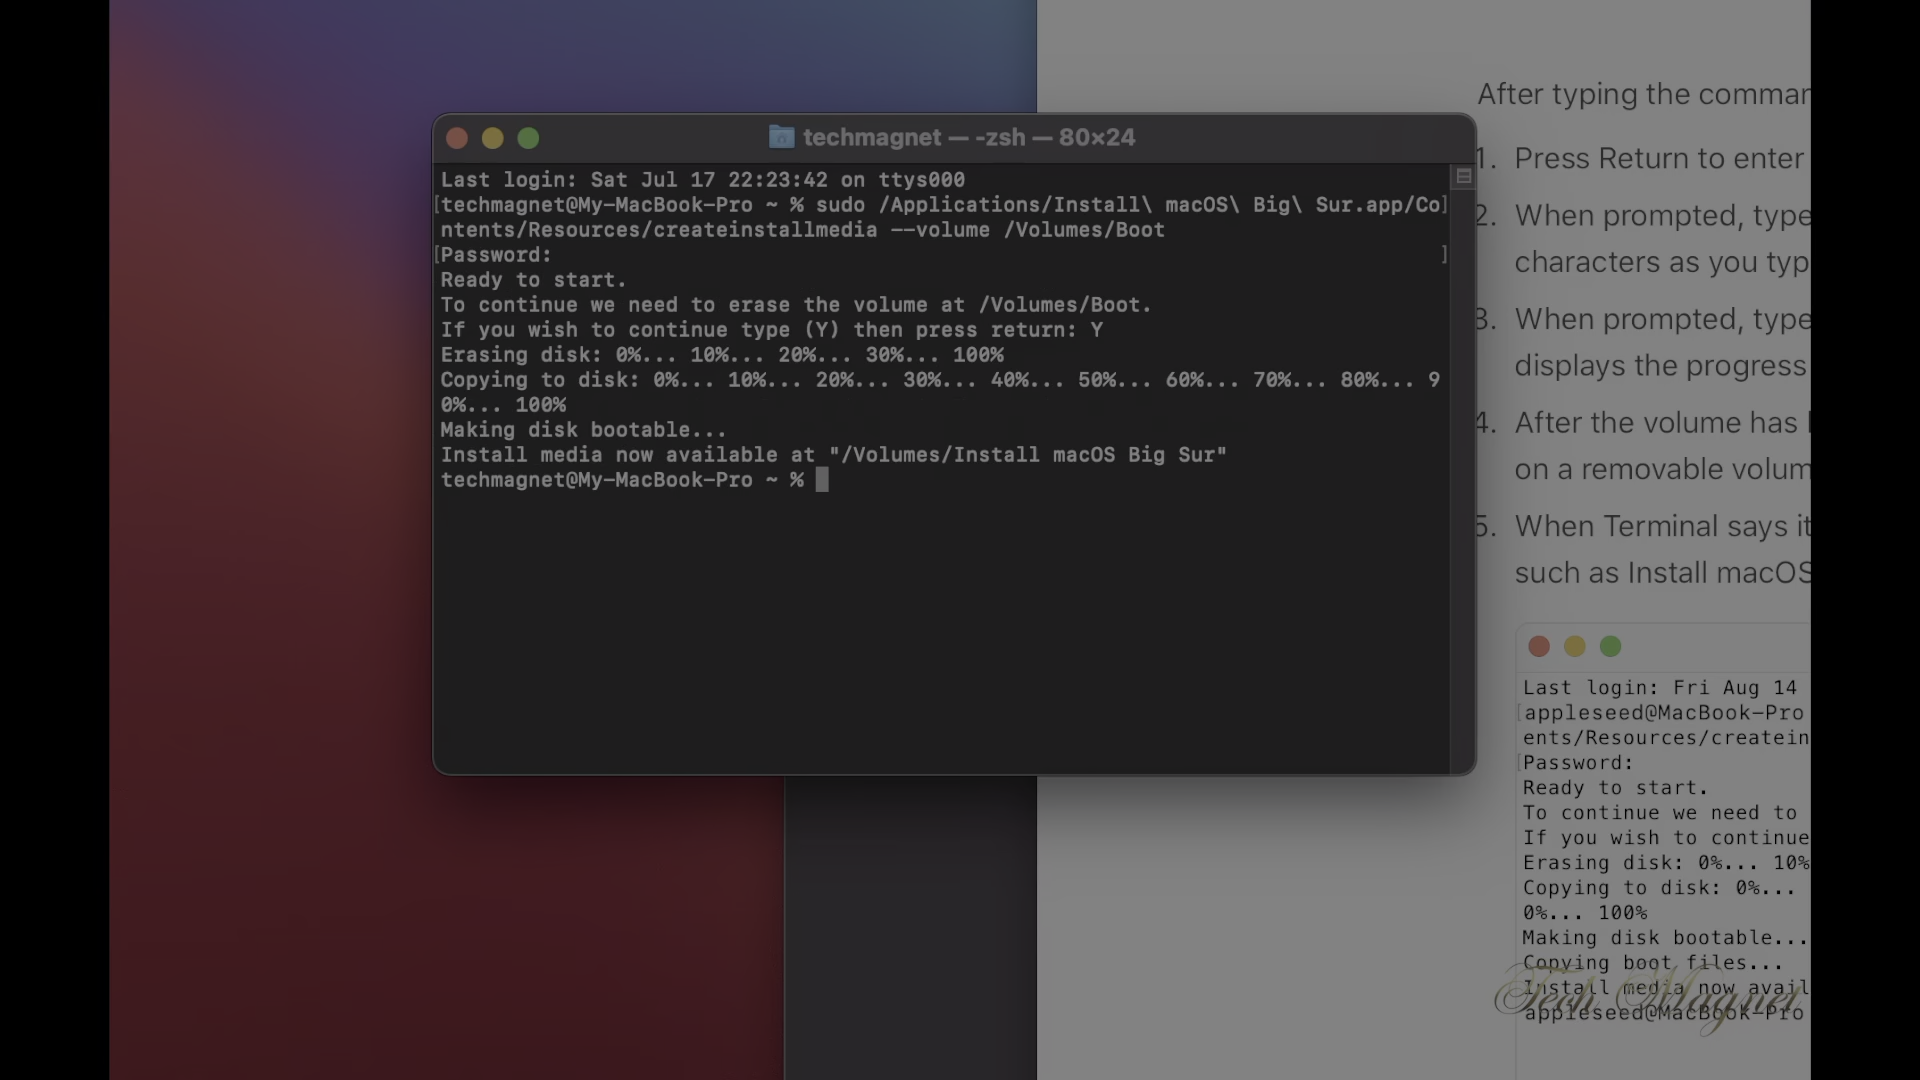 techmagnet — -zsh — 80×24
Last login: Sat Jul 17 22:23:42 on ttys000
[techmagnet@My-MacBook-Pro ~ % sudo /Applications/Install\ macOS\ Big\ Sur.app/Co]
ntents/Resources/createinstallmedia --volume /Volumes/Boot
[Password: ]
Ready to start.
To continue we need to erase the volume at /Volumes/Boot.
If you wish to continue type (Y) then press return: Y
Erasing disk: 0%... 10%... 20%... 30%... 100%
Copying to disk: 0%... 10%... 20%... 30%... 40%... 50%... 60%... 70%... 80%... 9
0%... 100%
Making disk bootable...
Install media now available at "/Volumes/Install macOS Big Sur"
techmagnet@My-MacBook-Pro ~ %
After typing the comman
1. Press Return to enter
2. When prompted, type
characters as you typ
3. When prompted, type
displays the progress
4. After the volume has
on a removable volum
5. When Terminal says it
such as Install macOS
Last login: Fri Aug 14
[appleseed@MacBook-Pro
ents/Resources/createin
[Password:
Ready to start.
To continue we need to
If you wish to continue
Erasing disk: 0%... 10%
Copying to disk: 0%...
0%... 100%
Making disk bootable...
Copying boot files...
Install media now avail
appleseed@MacBook-Pro
Tech Magnet